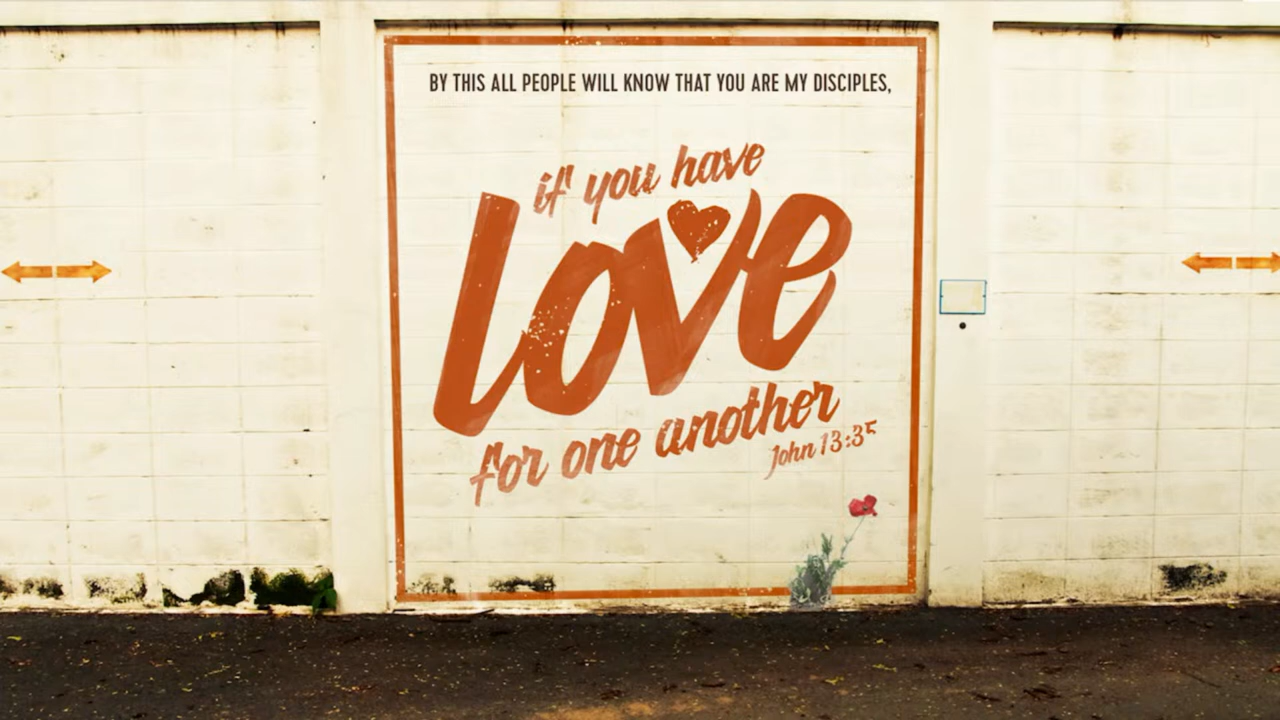 BY THIS ALL PEOPLE WILL KNOW THAT YOU ARE MY DISCIPLES,
if you have
love
for one another
John 13:35